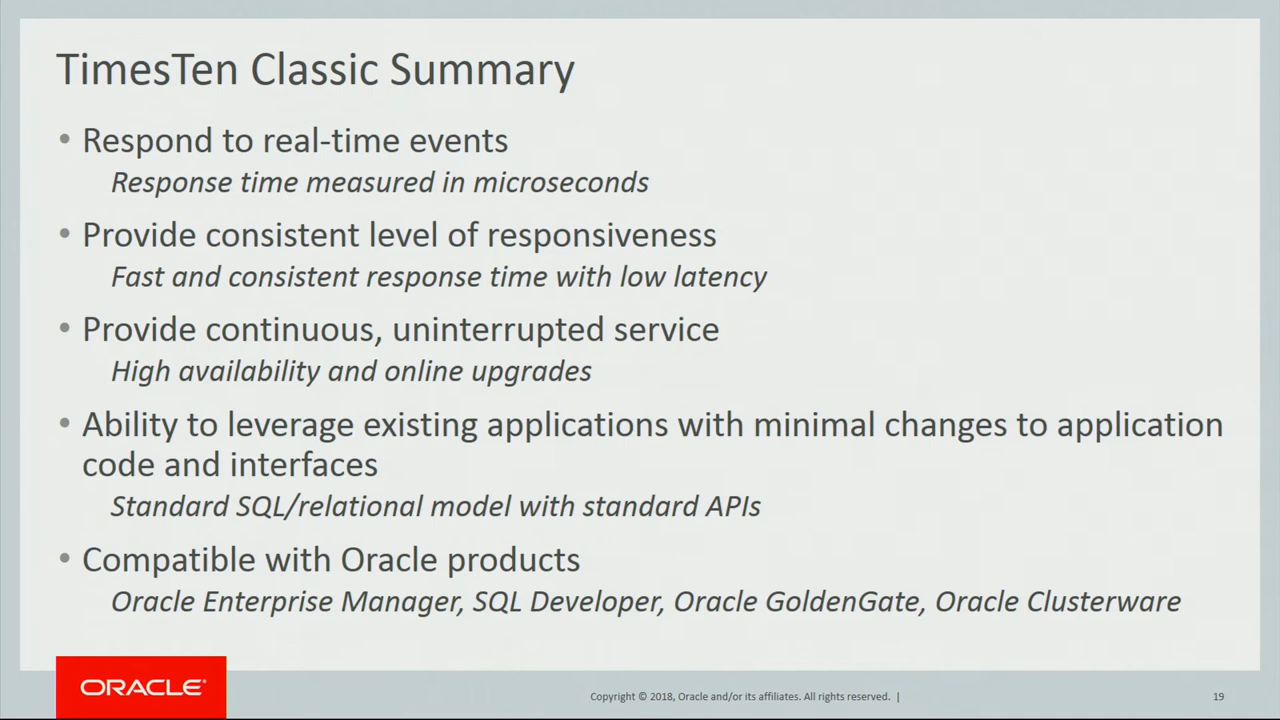 TimesTen Classic Summary
• Respond to real-time events
Response time measured in microseconds
• Provide consistent level of responsiveness
Fast and consistent response time with low latency
• Provide continuous, uninterrupted service
High availability and online upgrades
• Ability to leverage existing applications with minimal changes to application
code and interfaces
Standard SQL/relational model with standard APIs
• Compatible with Oracle products
Oracle Enterprise Manager, SQL Developer, Oracle GoldenGate, Oracle Clusterware
ORACLE®
Copyright © 2018, Oracle and/or its affiliates. All rights reserved. |
19